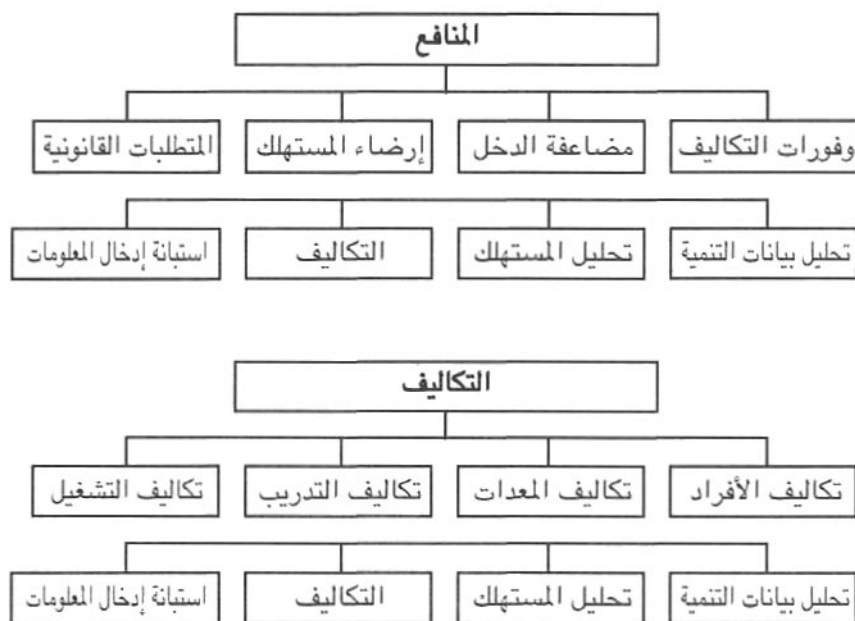 المنافع
وفورات التكاليف مضاعفة الدخل إرضاء المستهلك المتطلبات القانونية
تحليل بيانات التنمية تحليل المستهلك التكاليف استبانة إدخال المعلومات
التكاليف
تكاليف الأفراد تكاليف المعدات تكاليف التدريب تكاليف التشغيل
تحليل بيانات التنمية تحليل المستهلك التكاليف استبانة إدخال المعلومات